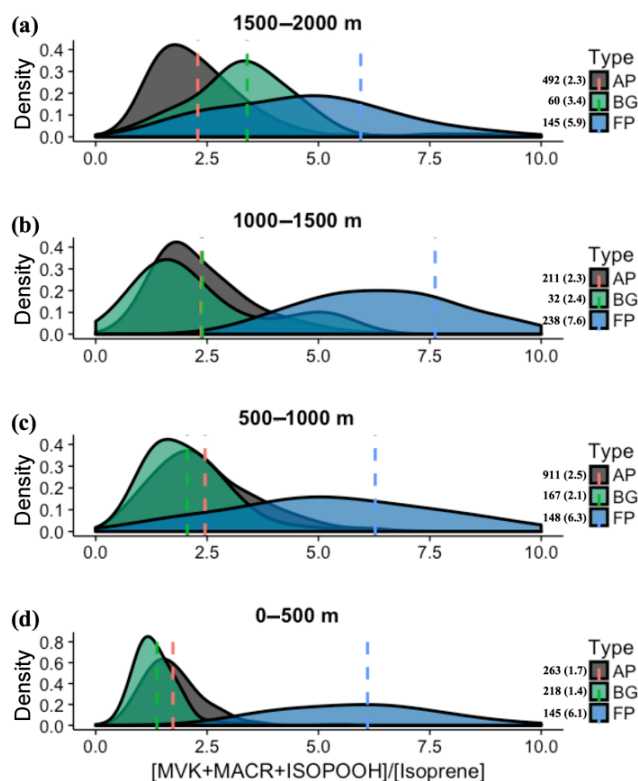 (a)
1500–2000 m
Density
0.4
0.3
0.2
0.1
0.0
0.0 2.5 5.0 7.5 10.0
Type
492 (2.3) AP
60 (3.4) BG
145 (5.9) FP
(b)
1000–1500 m
Density
0.4
0.3
0.2
0.1
0.0
0.0 2.5 5.0 7.5 10.0
Type
211 (2.3) AP
32 (2.4) BG
238 (7.6) FP
(c)
500–1000 m
Density
0.4
0.3
0.2
0.1
0.0
0.0 2.5 5.0 7.5 10.0
Type
911 (2.5) AP
167 (2.1) BG
148 (6.3) FP
(d)
0–500 m
Density
0.8
0.6
0.4
0.2
0.0
0.0 2.5 5.0 7.5 10.0
Type
263 (1.7) AP
218 (1.4) BG
145 (6.1) FP
[MVK+MACR+ISOPOOH]/[Isoprene]